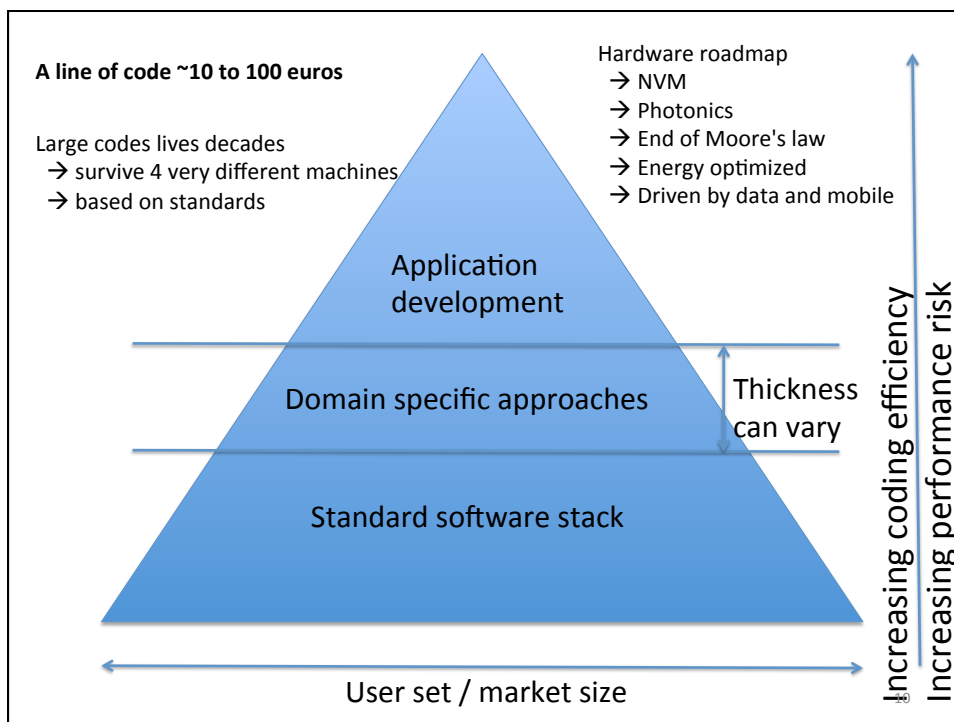 A line of code ~10 to 100 euros
Large codes lives decades
→ survive 4 very different machines
→ based on standards
Hardware roadmap
→ NVM
→ Photonics
→ End of Moore's law
→ Energy optimized
→ Driven by data and mobile
Application
development
Domain specific approaches
Thickness
can vary
Standard software stack
User set / market size
Increasing coding efficiency
Increasing performance risk
10